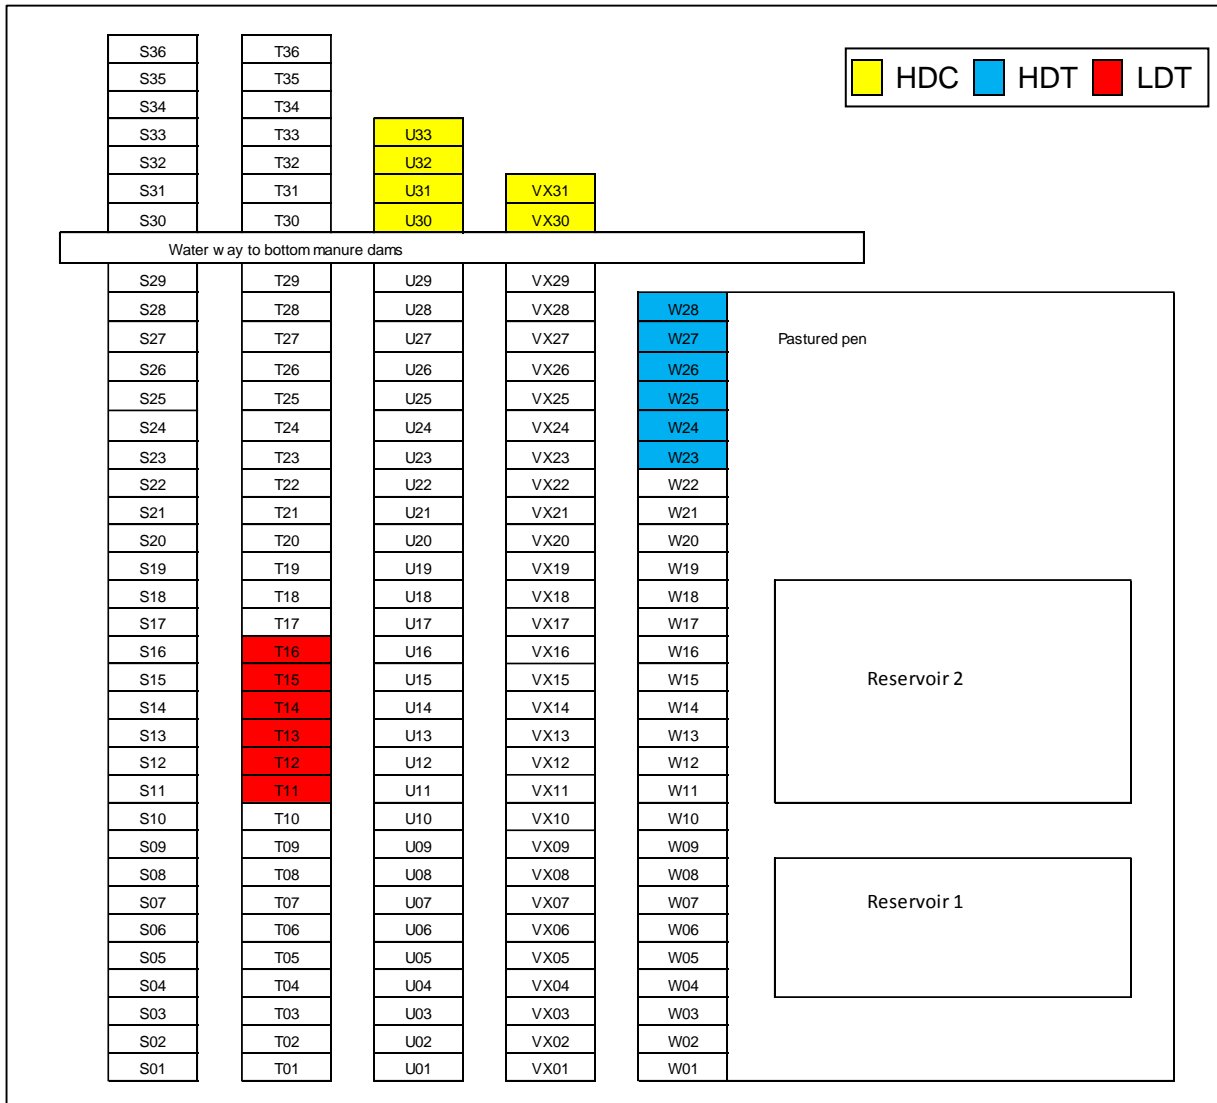 HDC HDT LDT
S36 T36
S35 T35
S34 T34
S33 T33 U33
S32 T32 U32
S31 T31 U31 VX31
S30 T30 U30 VX30
Water way to bottom manure dams
S29 T29 U29 VX29
S28 T28 U28 VX28 W28
S27 T27 U27 VX27 W27 Pastured pen
S26 T26 U26 VX26 W26
S25 T25 U25 VX25 W25
S24 T24 U24 VX24 W24
S23 T23 U23 VX23 W23
S22 T22 U22 VX22 W22
S21 T21 U21 VX21 W21
S20 T20 U20 VX20 W20
S19 T19 U19 VX19 W19
S18 T18 U18 VX18 W18
S17 T17 U17 VX17 W17
S16 T16 U16 VX16 W16
S15 T15 U15 VX15 W15 Reservoir 2
S14 T14 U14 VX14 W14
S13 T13 U13 VX13 W13
S12 T12 U12 VX12 W12
S11 T11 U11 VX11 W11
S10 T10 U10 VX10 W10
S09 T09 U09 VX09 W09
S08 T08 U08 VX08 W08
S07 T07 U07 VX07 W07 Reservoir 1
S06 T06 U06 VX06 W06
S05 T05 U05 VX05 W05
S04 T04 U04 VX04 W04
S03 T03 U03 VX03 W03
S02 T02 U02 VX02 W02
S01 T01 U01 VX01 W01